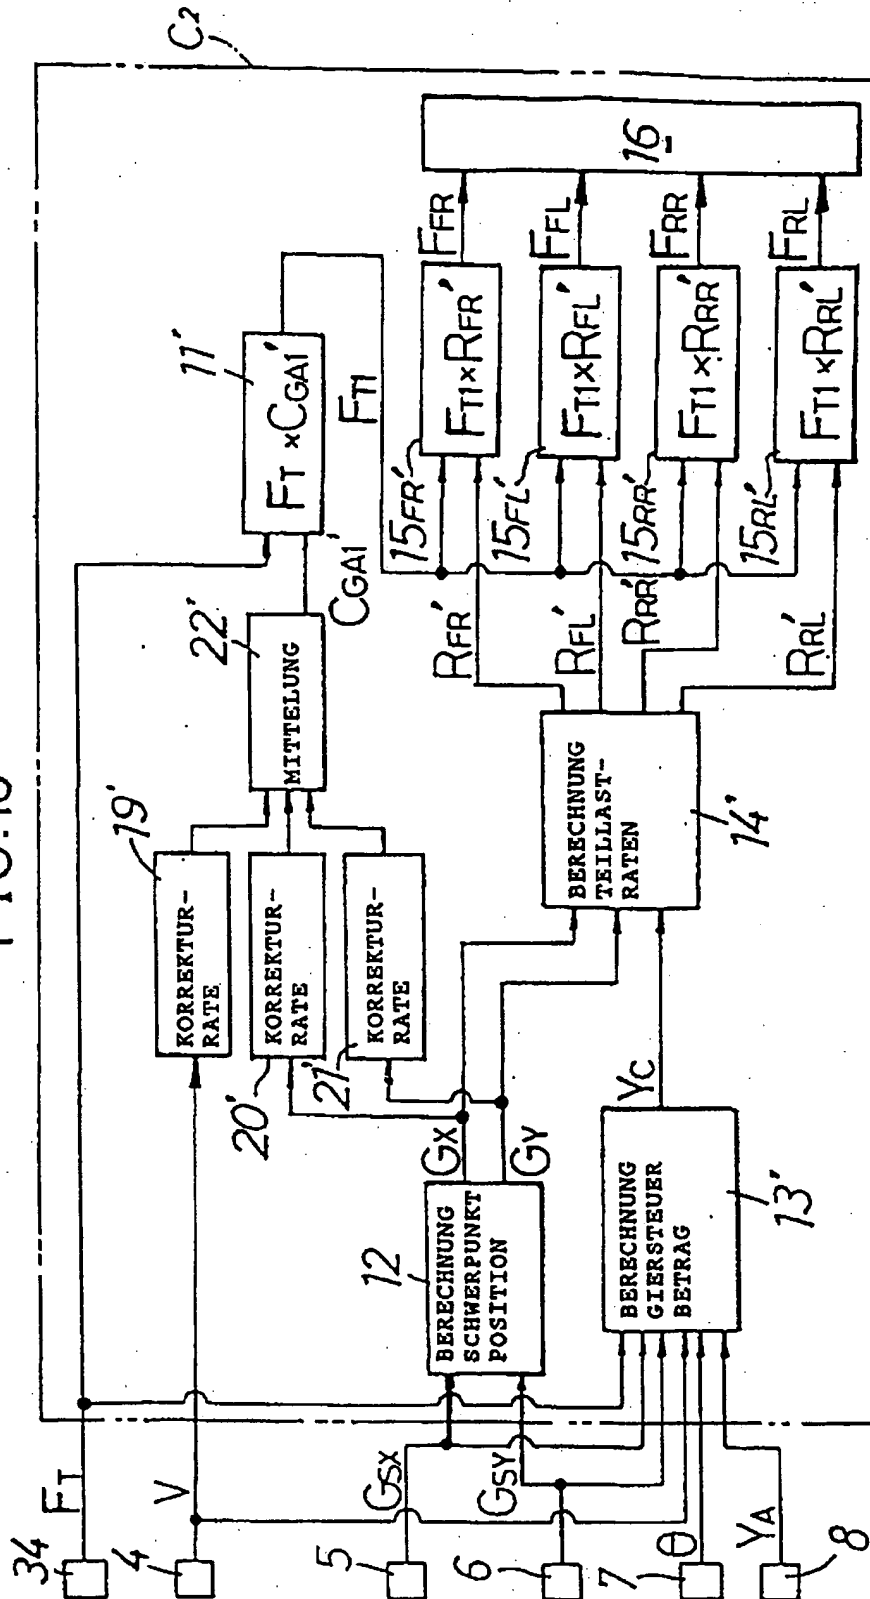 C2
34
FT
4
V
5
GSX
6
GSY
7
θ
8
YA
12
BERECHNUNG
SCHWERPUNKT
POSITION
GX
GY
BERECHNUNG
GIERSTEUER
BETRAG
13'
YC
19'
KORREKTUR-
RATE
20'
KORREKTUR-
RATE
21'
KORREKTUR-
RATE
22'
MITTELUNG
CGA1'
11'
FT ×CGA1'
FT1
BERECHNUNG
TEILLAST-
RATEN
14'
RFR'
RFL'
RRR'
RRL'
15FR'
FT1×RFR'
FFR
15FL'
FT1×RFL'
FFL
15RR'
FT1×RRR'
FRR
15RL'
FT1×RRL'
FRL
16